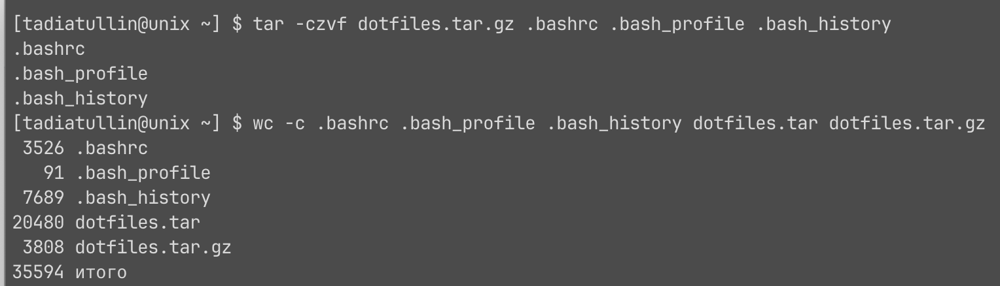 [tadiatullin@unix ~] $ tar -czvf dotfiles.tar.gz .bashrc .bash_profile .bash_history
.bashrc
.bash_profile
.bash_history
[tadiatullin@unix ~] $ wc -c .bashrc .bash_profile .bash_history dotfiles.tar dotfiles.tar.gz
 3526 .bashrc
   91 .bash_profile
 7689 .bash_history
20480 dotfiles.tar
 3808 dotfiles.tar.gz
35594 итого